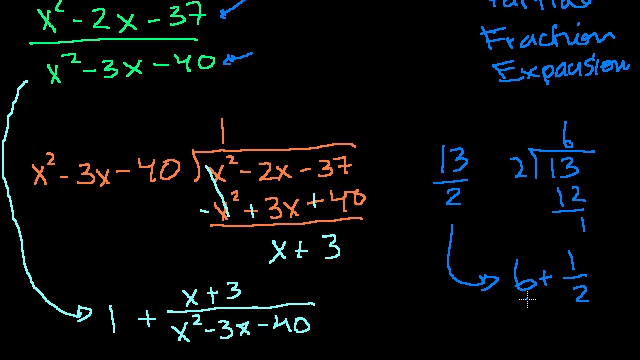 x² - 2x - 37
x² - 3x - 40
Partial
Fraction
Expansion
1
x² - 3x - 40 ) x² - 2x - 37
- x² + 3x + 40
x + 3
1 + x + 3
x² - 3x - 40
13
2
6
2 ) 13
12
1
6 + 1
2